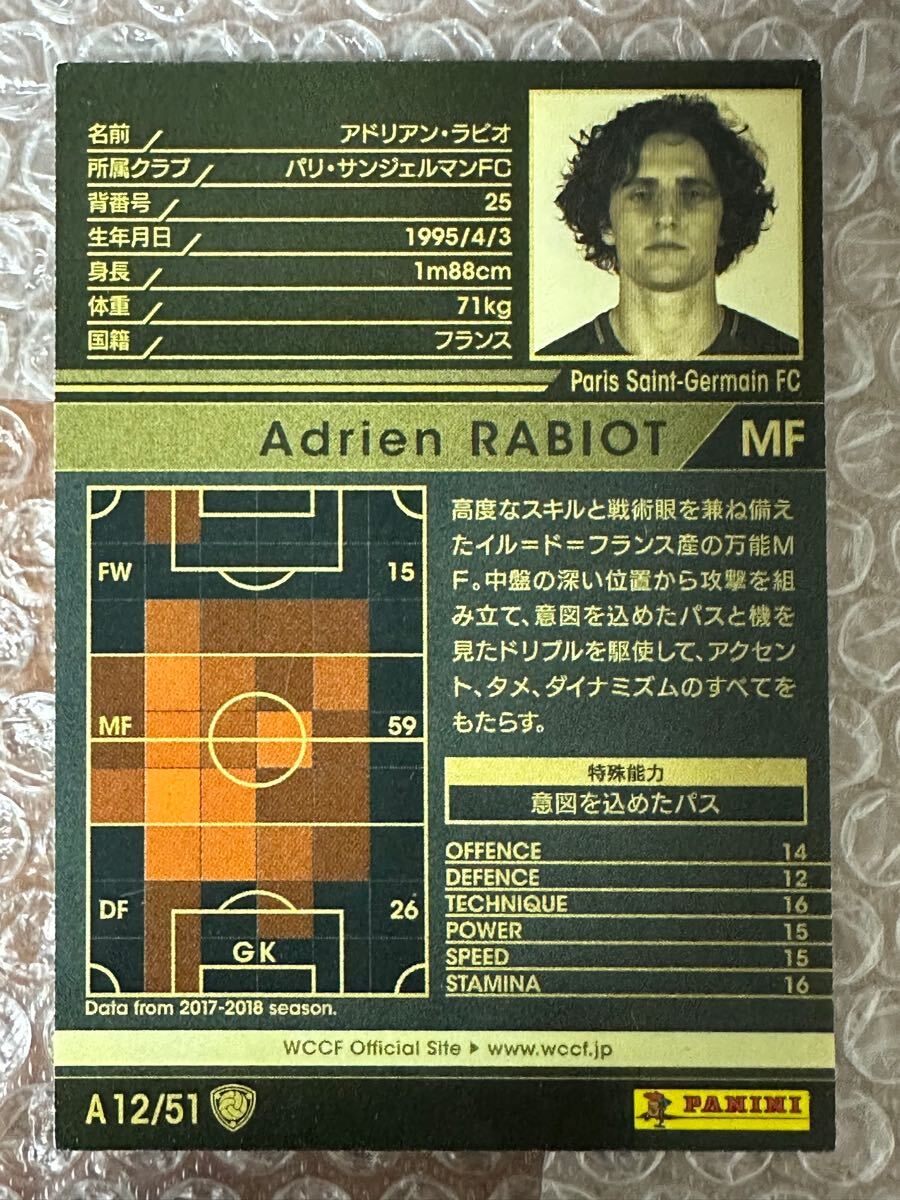 名前 アドリアン・ラビオ
所属クラブ パリ・サンジェルマンFC
背番号 25
生年月日 1995/4/3
身長 1m88cm
体重 71kg
国籍 フランス
Paris Saint-Germain FC
Adrien RABIOT MF
FW 15
MF 59
DF 26
GK
Data from 2017-2018 season.
高度なスキルと戦術眼を兼ね備え
たイル=ド=フランス産の万能M
F。中盤の深い位置から攻撃を組
み立て、意図を込めたパスと機を
見たドリブルを駆使して、アクセン
ト、タメ、ダイナミズムのすべてを
もたらす。
特殊能力
意図を込めたパス
OFFENCE 14
DEFENCE 12
TECHNIQUE 16
POWER 15
SPEED 15
STAMINA 16
WCCF Official Site ▶ www.wccf.jp
A12/51
PANINI